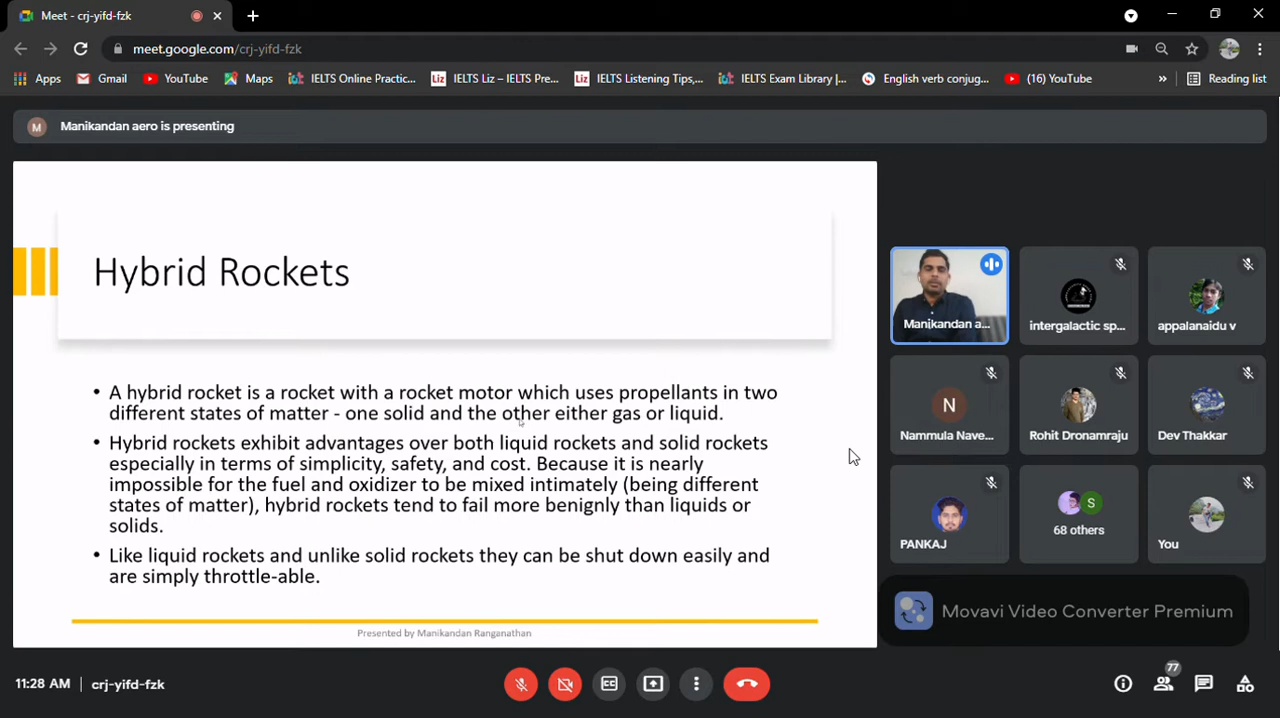 Meet - crj-yifd-fzk
meet.google.com/crj-yifd-fzk
Apps Gmail YouTube Maps IELTS Online Practic... Liz IELTS Liz – IELTS Pre... Liz IELTS Listening Tips,... IELTS Exam Library |... English verb conjug... (16) YouTube » Reading list
M Manikandan aero is presenting
Hybrid Rockets
• A hybrid rocket is a rocket with a rocket motor which uses propellants in two
different states of matter - one solid and the other either gas or liquid.
• Hybrid rockets exhibit advantages over both liquid rockets and solid rockets
especially in terms of simplicity, safety, and cost. Because it is nearly
impossible for the fuel and oxidizer to be mixed intimately (being different
states of matter), hybrid rockets tend to fail more benignly than liquids or
solids.
• Like liquid rockets and unlike solid rockets they can be shut down easily and
are simply throttle-able.
Presented by Manikandan Ranganathan
Manikandan a...
intergalactic sp...
appalanaidu v
N
Nammula Nave...
Rohit Dronamraju
Dev Thakkar
PANKAJ
S
68 others
You
Movavi Video Converter Premium
11:28 AM | crj-yifd-fzk
CC
77